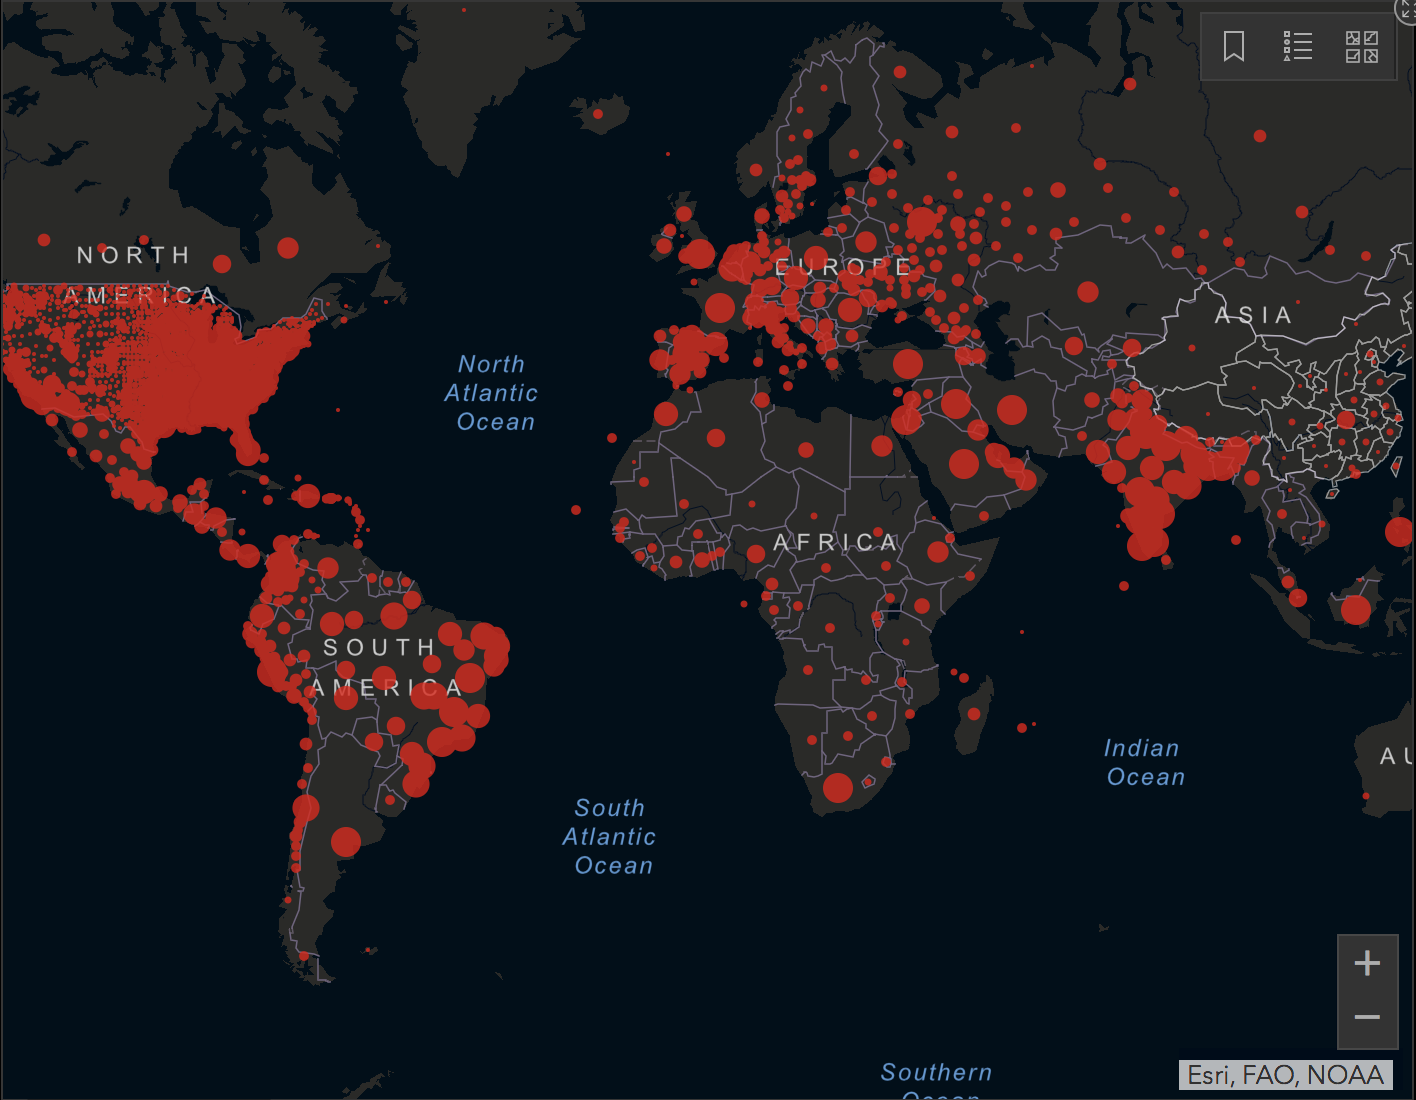 NORTH
AMERICA
EUROPE
ASIA
North
Atlantic
Ocean
AFRICA
SOUTH
AMERICA
Indian
Ocean
AU
South
Atlantic
Ocean
Southern
Ocean
+
−
Esri, FAO, NOAA